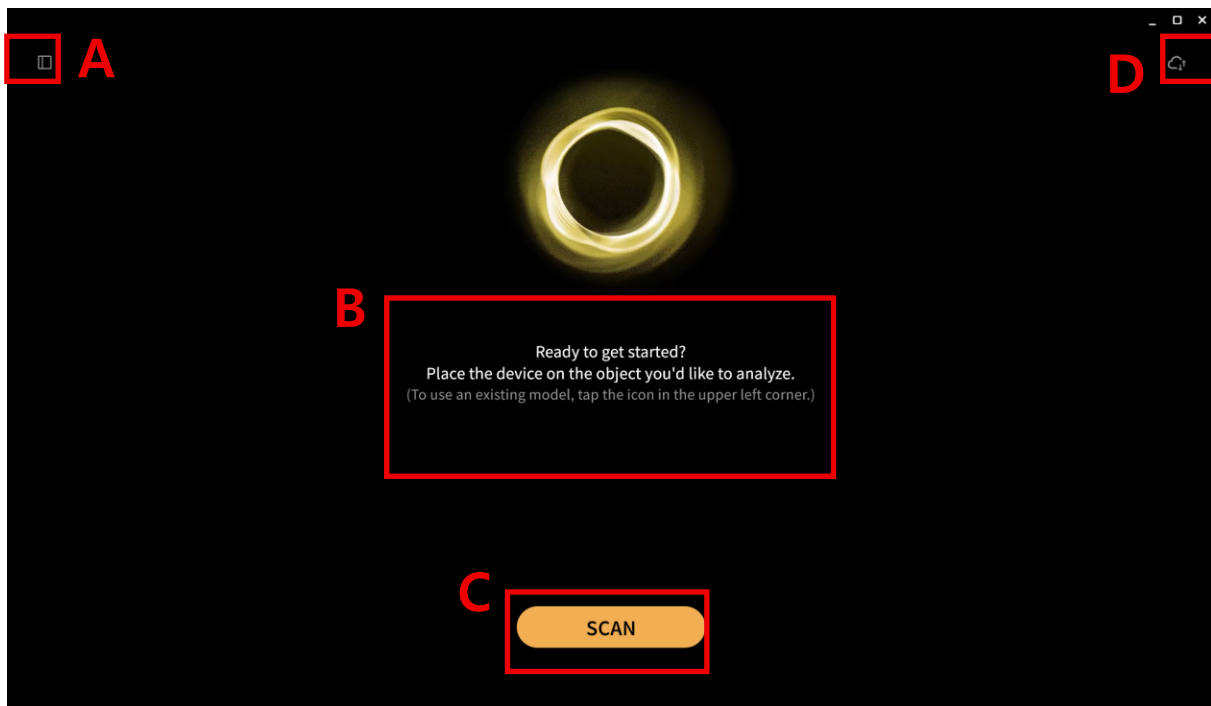 A
D
B
Ready to get started?
Place the device on the object you'd like to analyze.
(To use an existing model, tap the icon in the upper left corner.)
C
SCAN